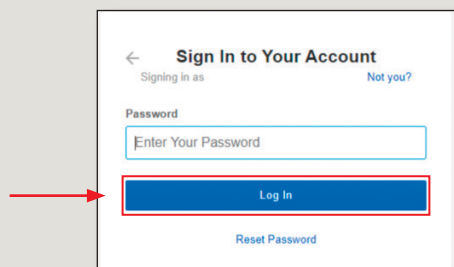 Sign In to Your Account
Signing in as Not you?
Password
Enter Your Password
Log In
Reset Password